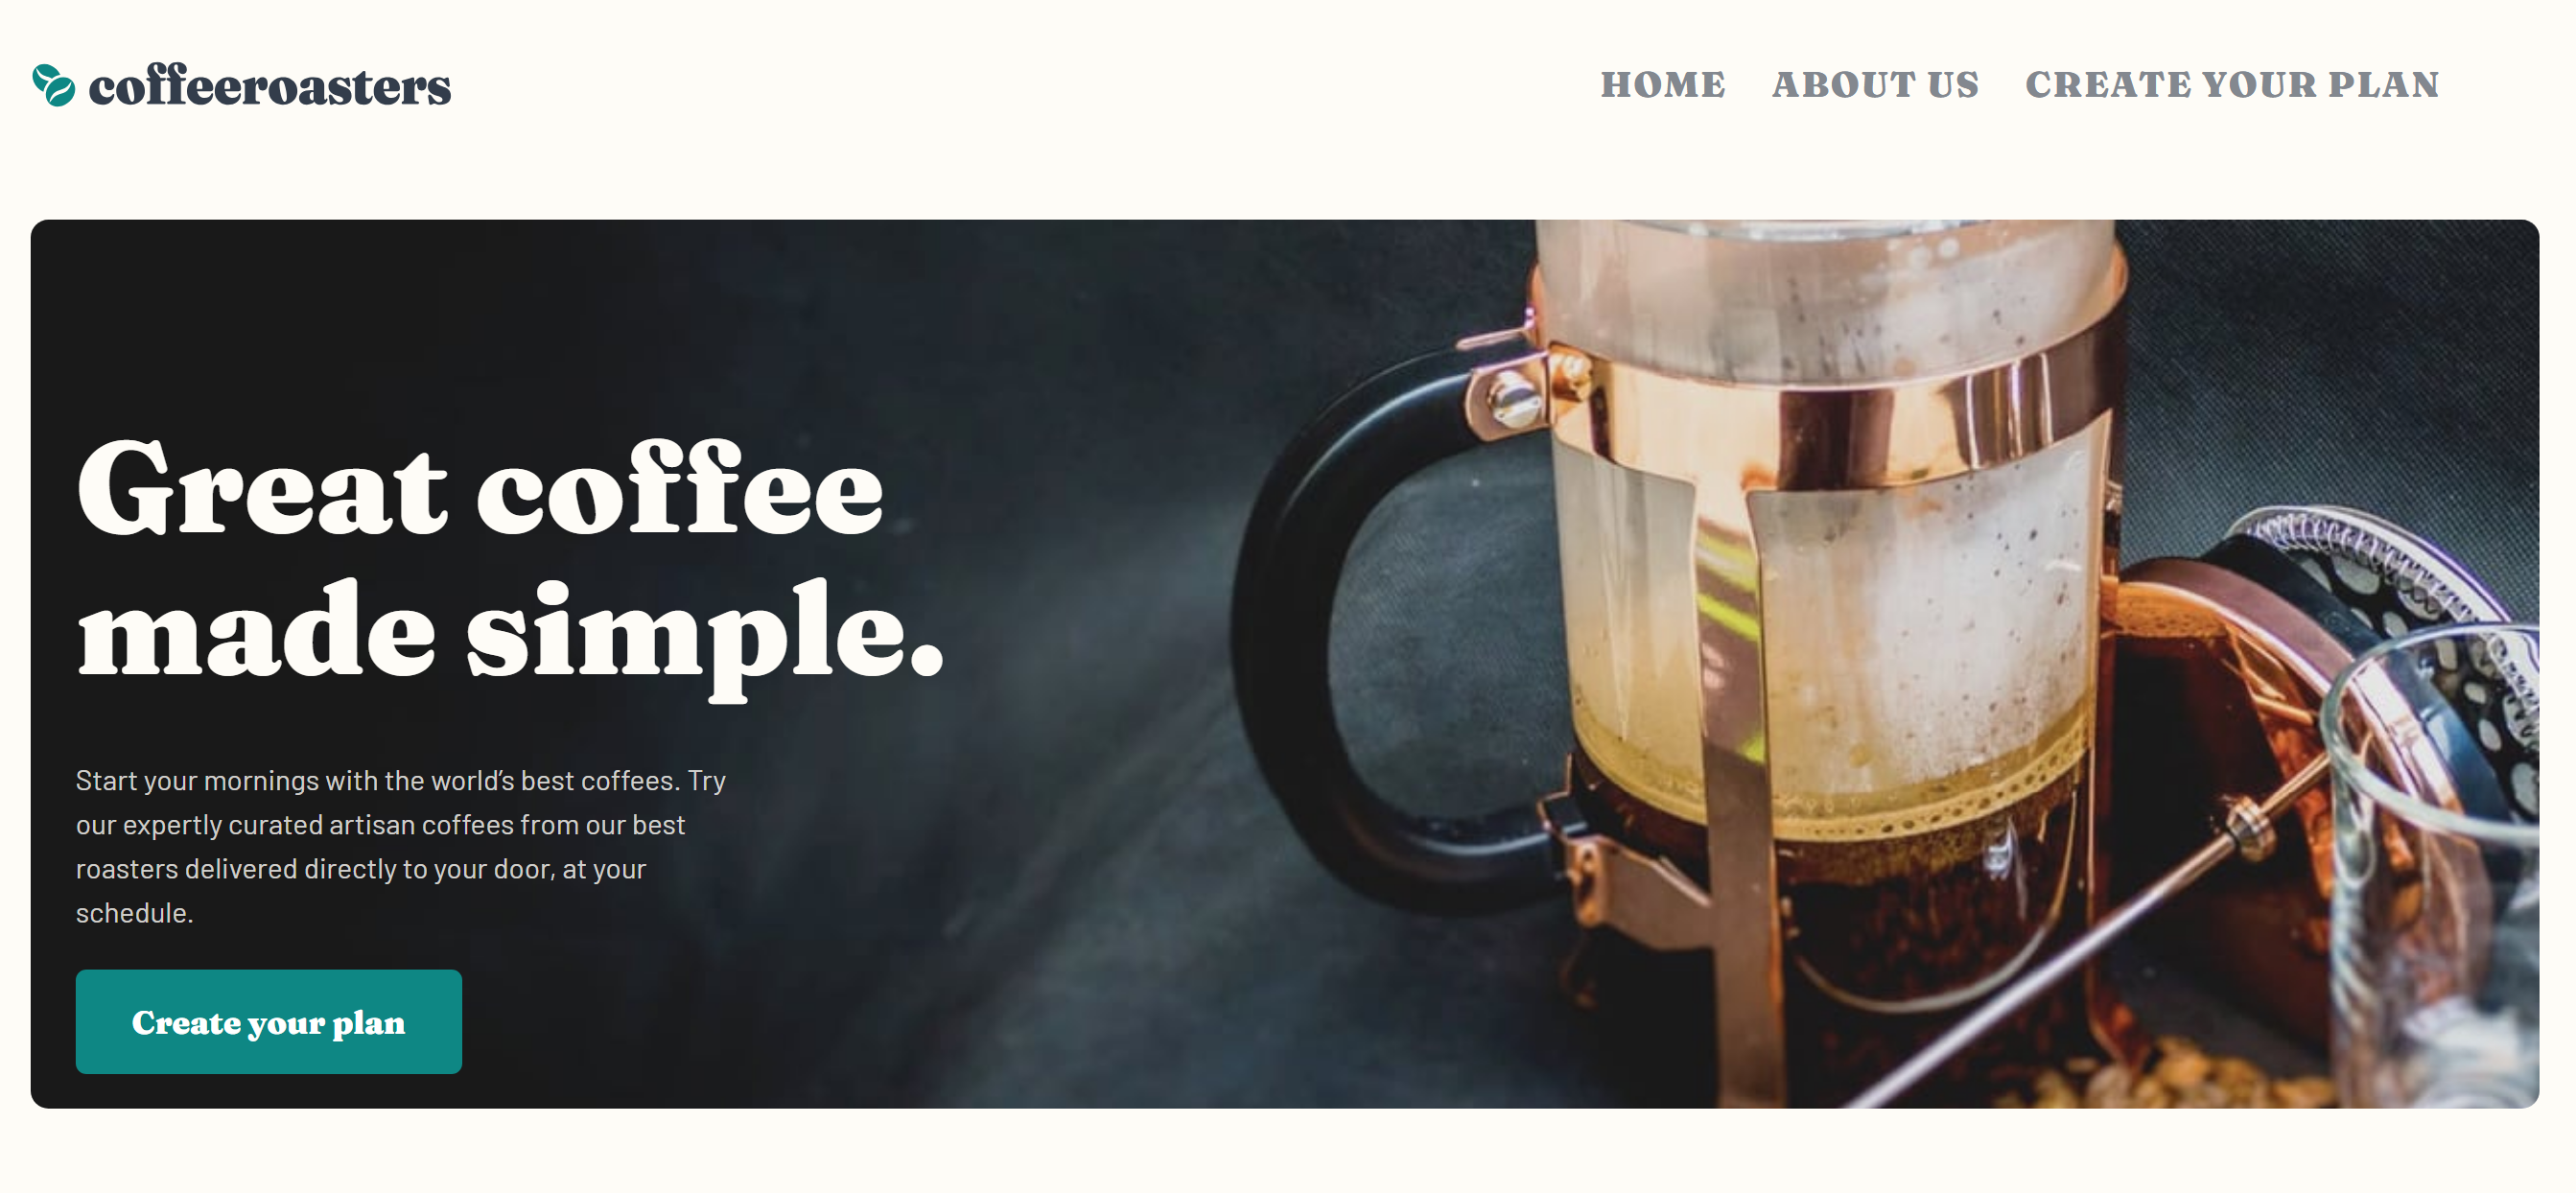 coffeeroasters
HOME ABOUT US CREATE YOUR PLAN
Great coffee
made simple.
Start your mornings with the world’s best coffees. Try
our expertly curated artisan coffees from our best
roasters delivered directly to your door, at your
schedule.
Create your plan